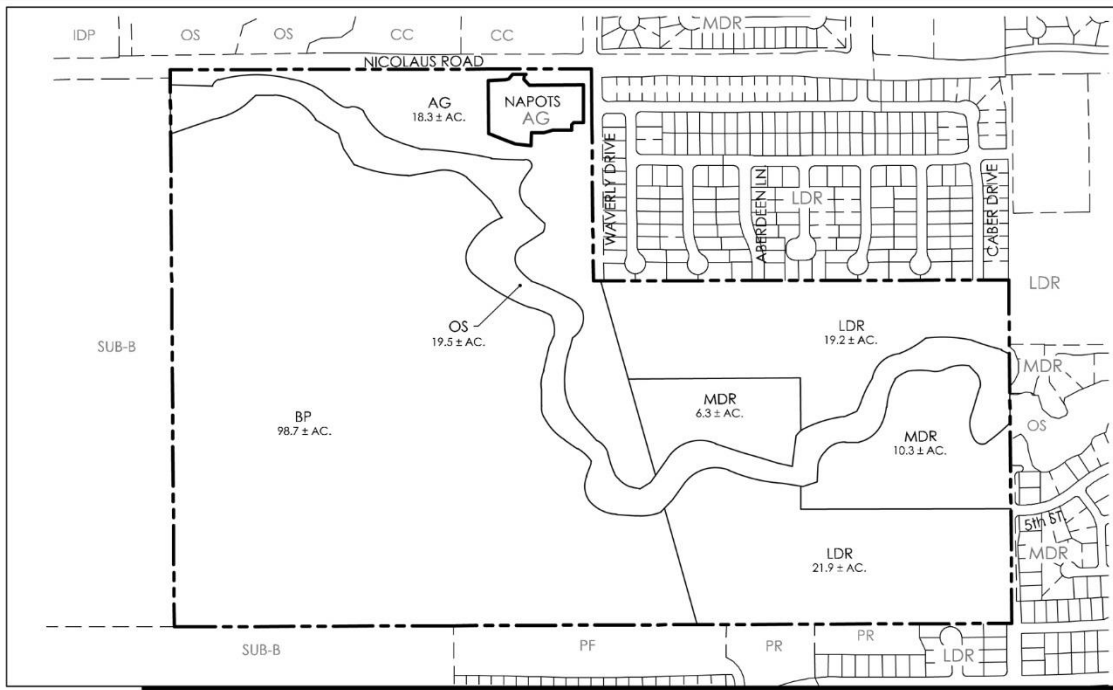 IDP
OS
OS
CC
CC
MDR
NICOLAUS ROAD
AG
18.3 ± AC.
NAPOTS
AG
WAVERLY DRIVE
ABERDEEN LN.
LDR
CABER DRIVE
LDR
SUB-B
OS
19.5 ± AC.
LDR
19.2 ± AC.
MDR
MDR
6.3 ± AC.
BP
98.7 ± AC.
MDR
10.3 ± AC.
OS
5th ST.
LDR
21.9 ± AC.
MDR
SUB-B
PF
PR
PR
LDR